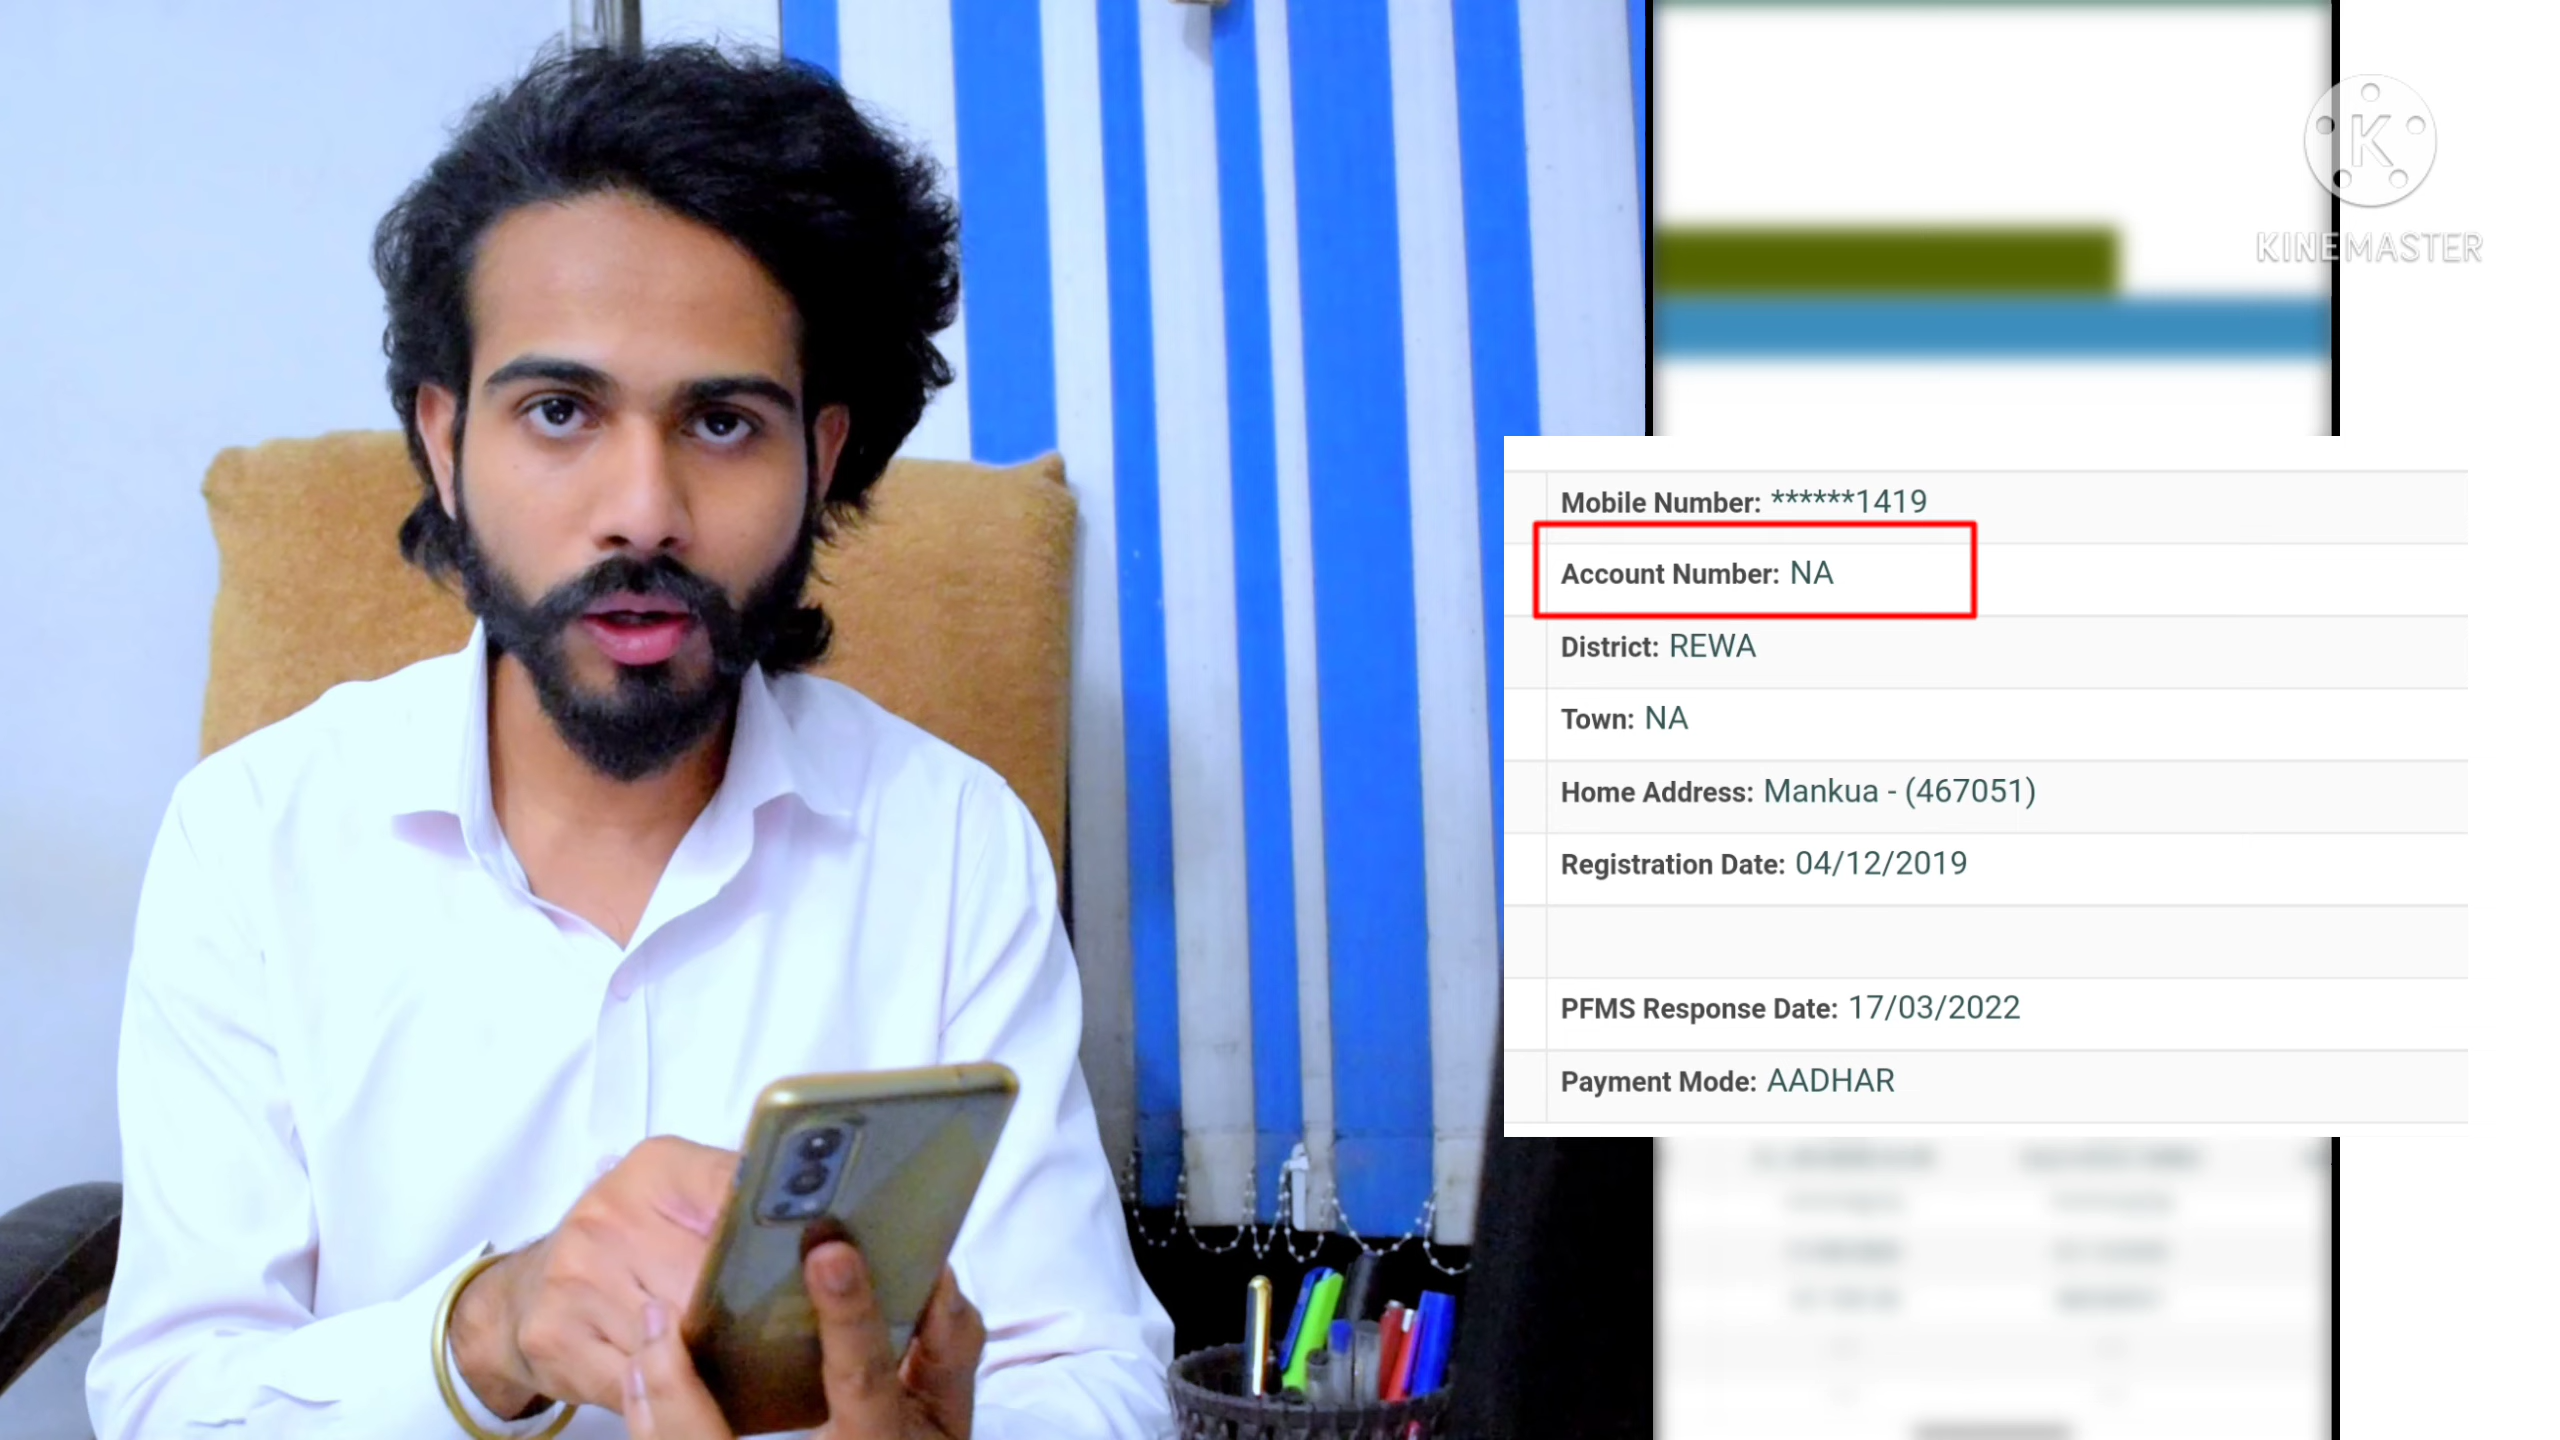 K
KINEMASTER
Mobile Number: ******1419
Account Number: NA
District: REWA
Town: NA
Home Address: Mankua - (467051)
Registration Date: 04/12/2019
PFMS Response Date: 17/03/2022
Payment Mode: AADHAR